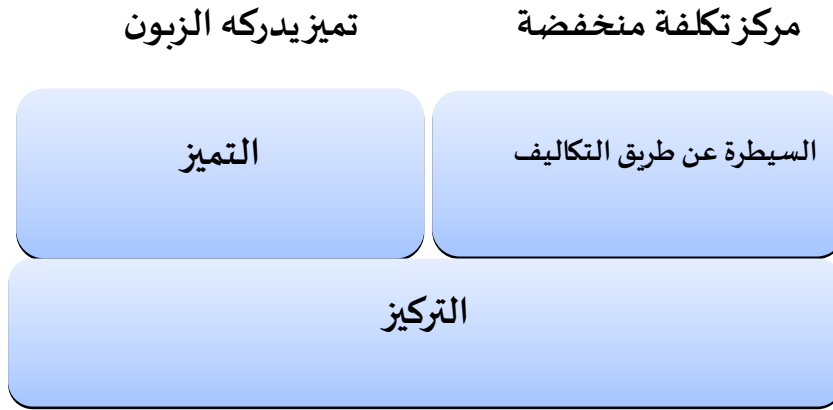 مركز تكلفة منخفضة
تميز يدركه الزبون
السيطرة عن طريق التكاليف
التميز
التركيز